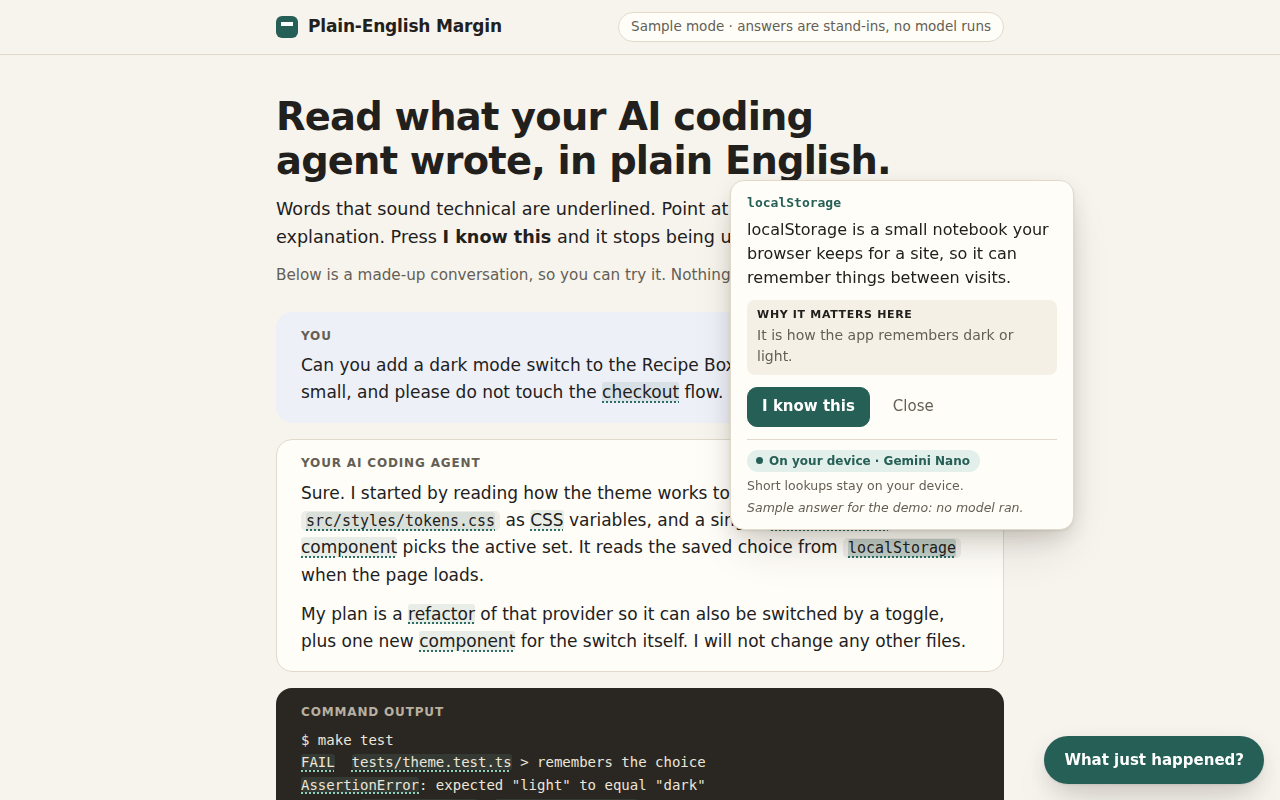 Plain-English Margin
Sample mode · answers are stand-ins, no model runs
Read what your AI coding
agent wrote, in plain English.
Words that sound technical are underlined. Point at
explanation. Press I know this and it stops being
Below is a made-up conversation, so you can try it. Nothing
localStorage
localStorage is a small notebook your
browser keeps for a site, so it can
remember things between visits.
WHY IT MATTERS HERE
It is how the app remembers dark or
light.
I know this
Close
On your device · Gemini Nano
Short lookups stay on your device.
Sample answer for the demo: no model ran.
YOU
Can you add a dark mode switch to the Recipe Box
small, and please do not touch the checkout flow.
YOUR AI CODING AGENT
Sure. I started by reading how the theme works
src/styles/tokens.css as CSS variables, and a
component picks the active set. It reads the saved choice from localStorage
when the page loads.
My plan is a refactor of that provider so it can also be switched by a toggle,
plus one new component for the switch itself. I will not change any other files.
COMMAND OUTPUT
$ make test
FAIL tests/theme.test.ts > remembers the choice
AssertionError: expected "light" to equal "dark"
What just happened?